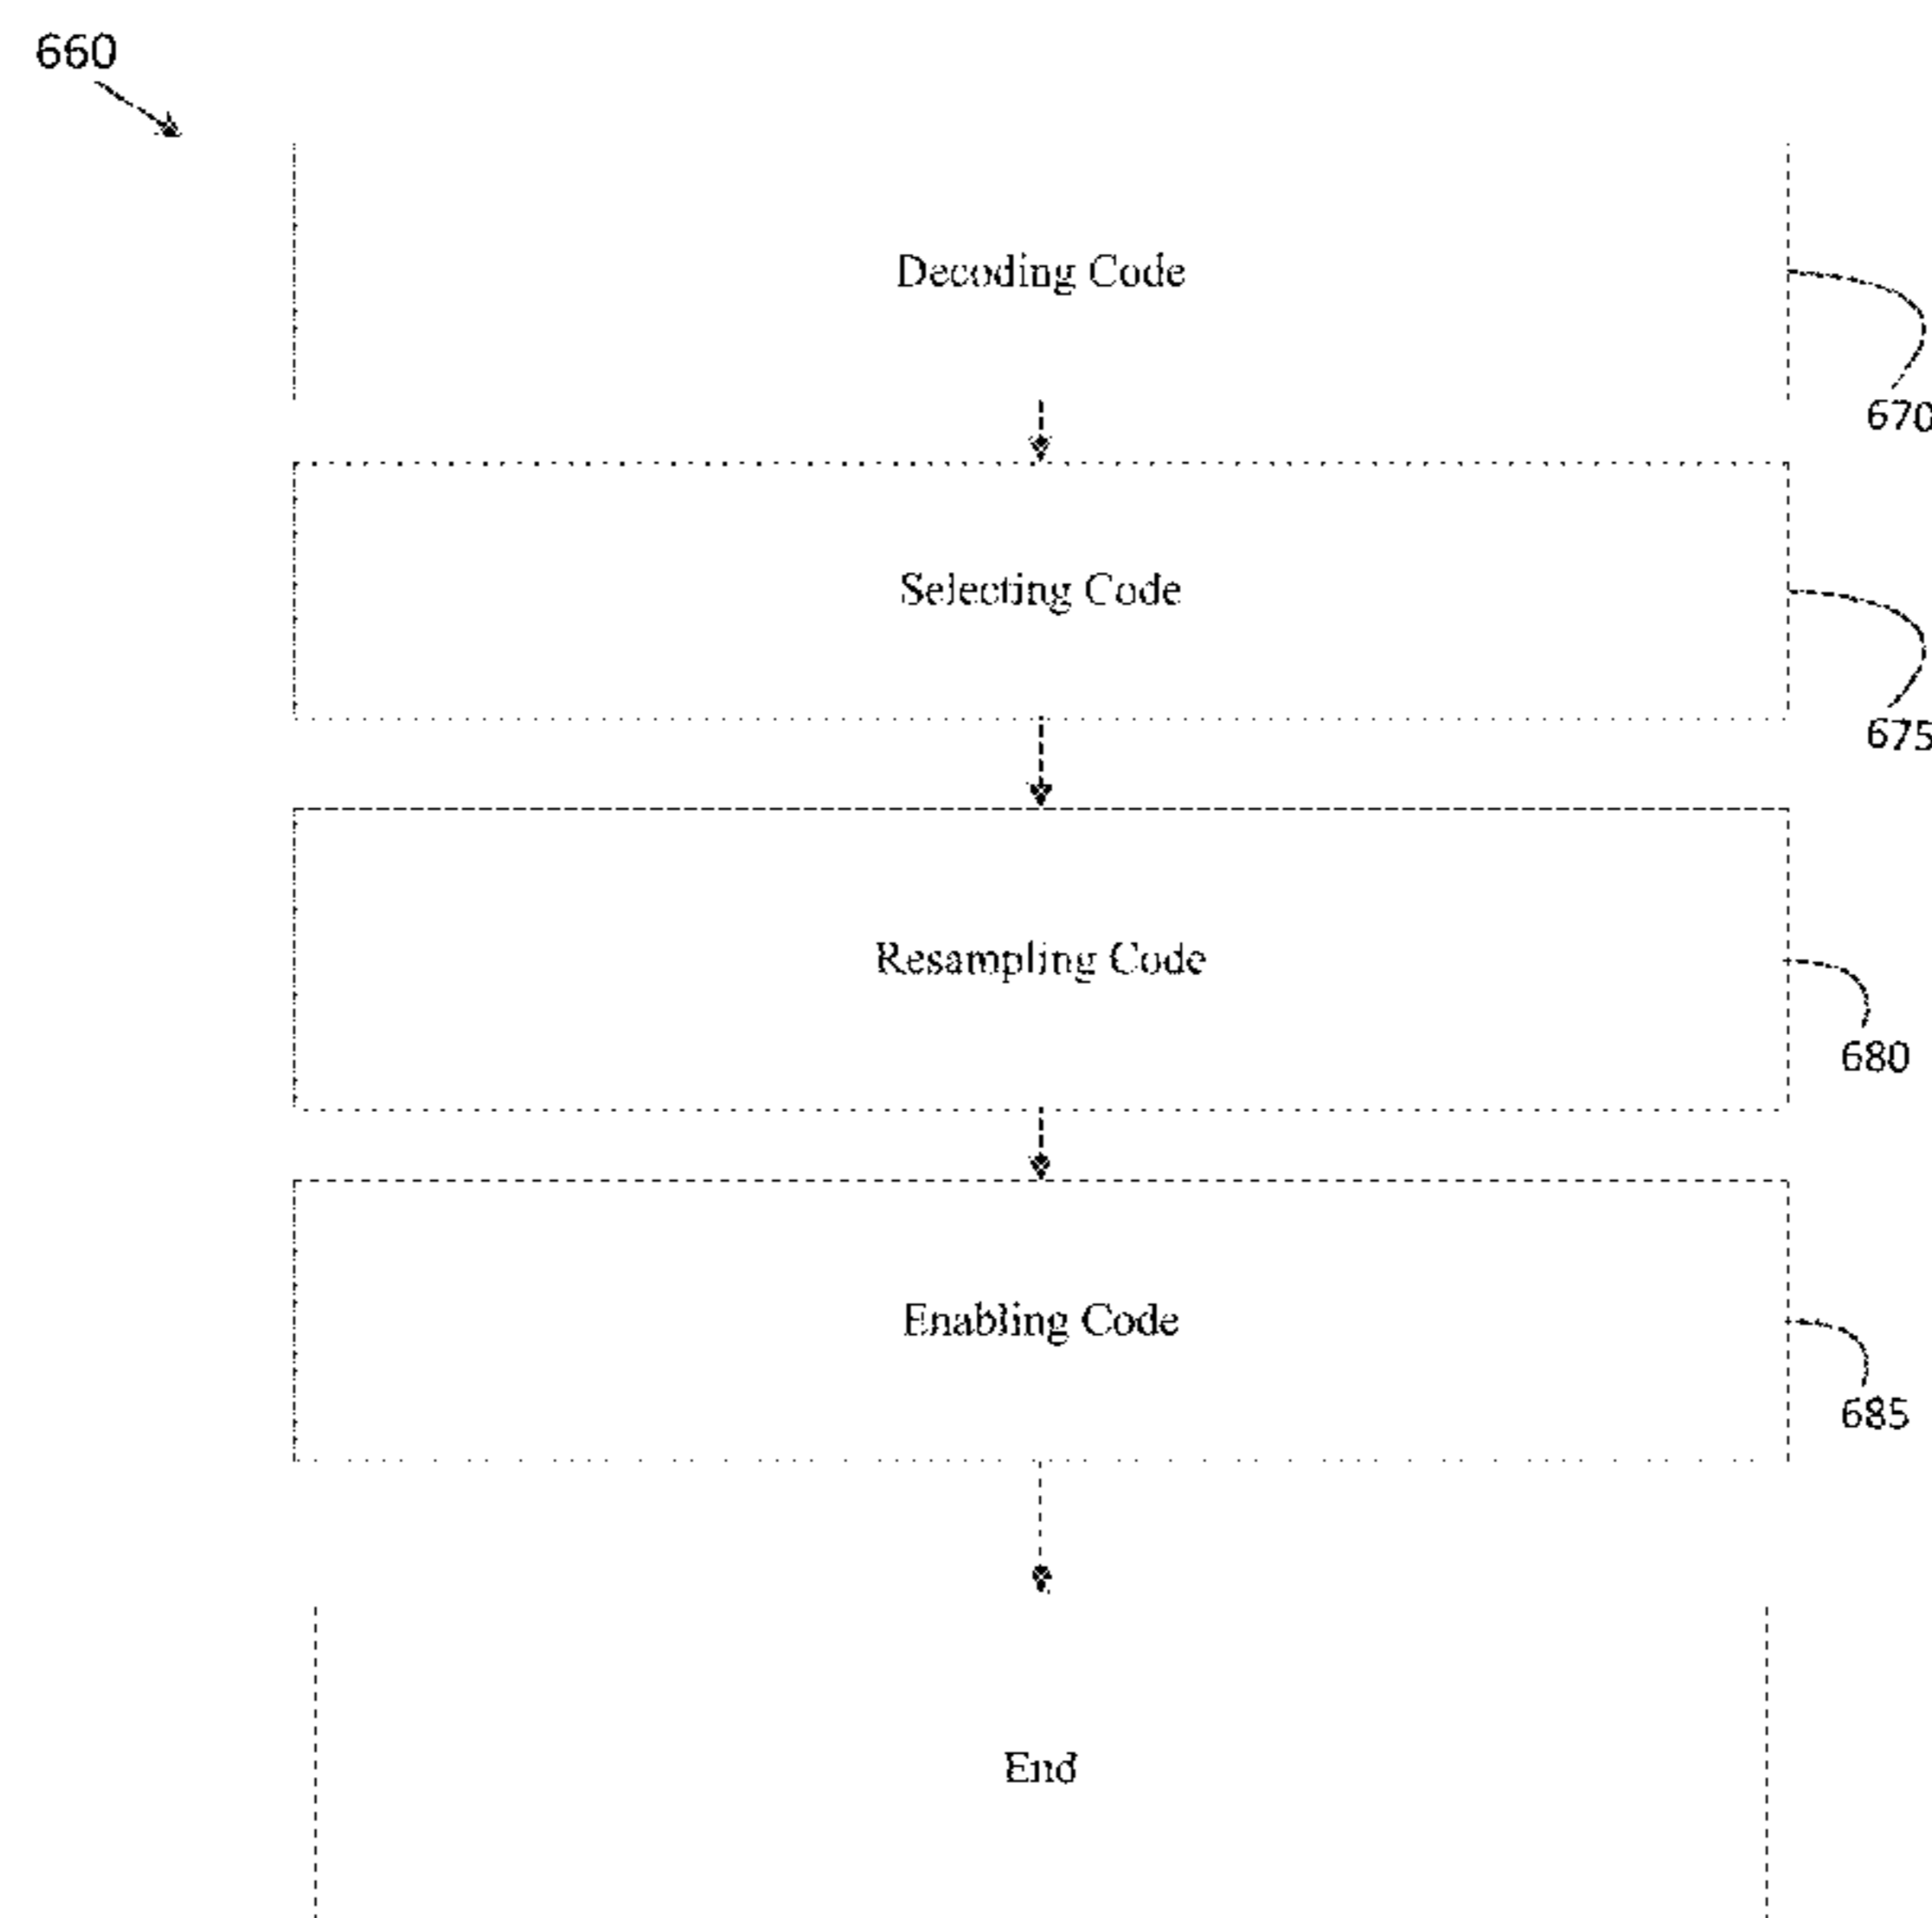 660
Decoding Code
670
Selecting Code
675
Resampling Code
680
Enabling Code
685
End